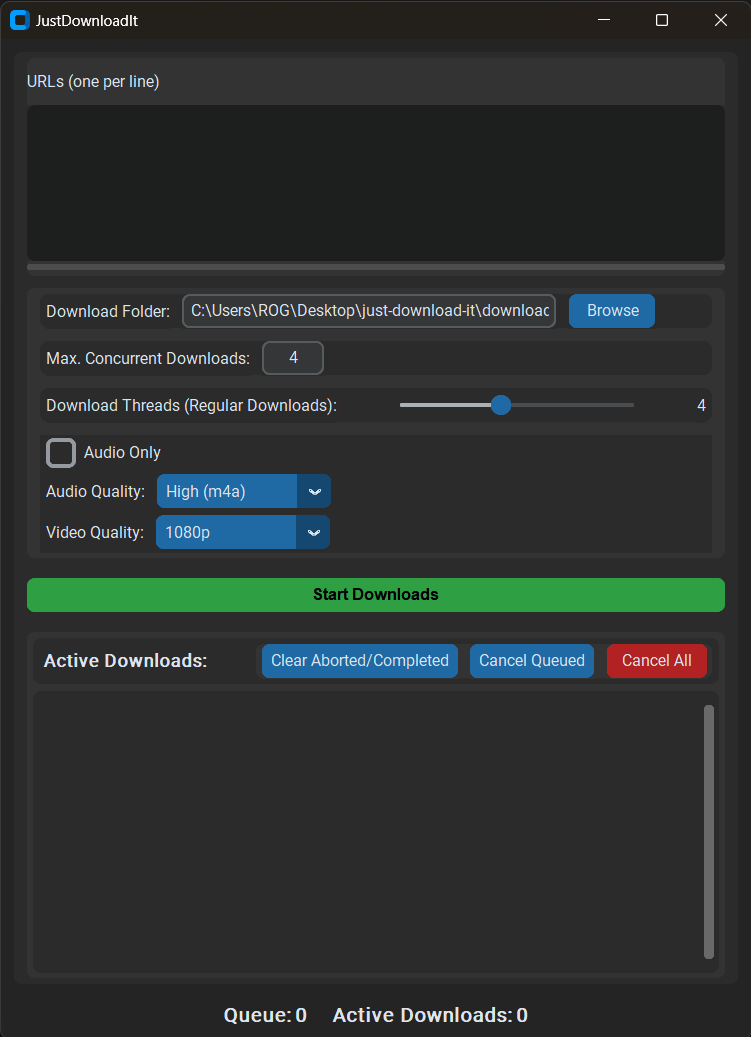 JustDownloadIt
URLs (one per line)
Download Folder: C:\Users\ROG\Desktop\just-download-it\downloac Browse
Max. Concurrent Downloads: 4
Download Threads (Regular Downloads): 4
Audio Only
Audio Quality: High (m4a)
Video Quality: 1080p
Start Downloads
Active Downloads: Clear Aborted/Completed Cancel Queued Cancel All
Queue: 0 Active Downloads: 0